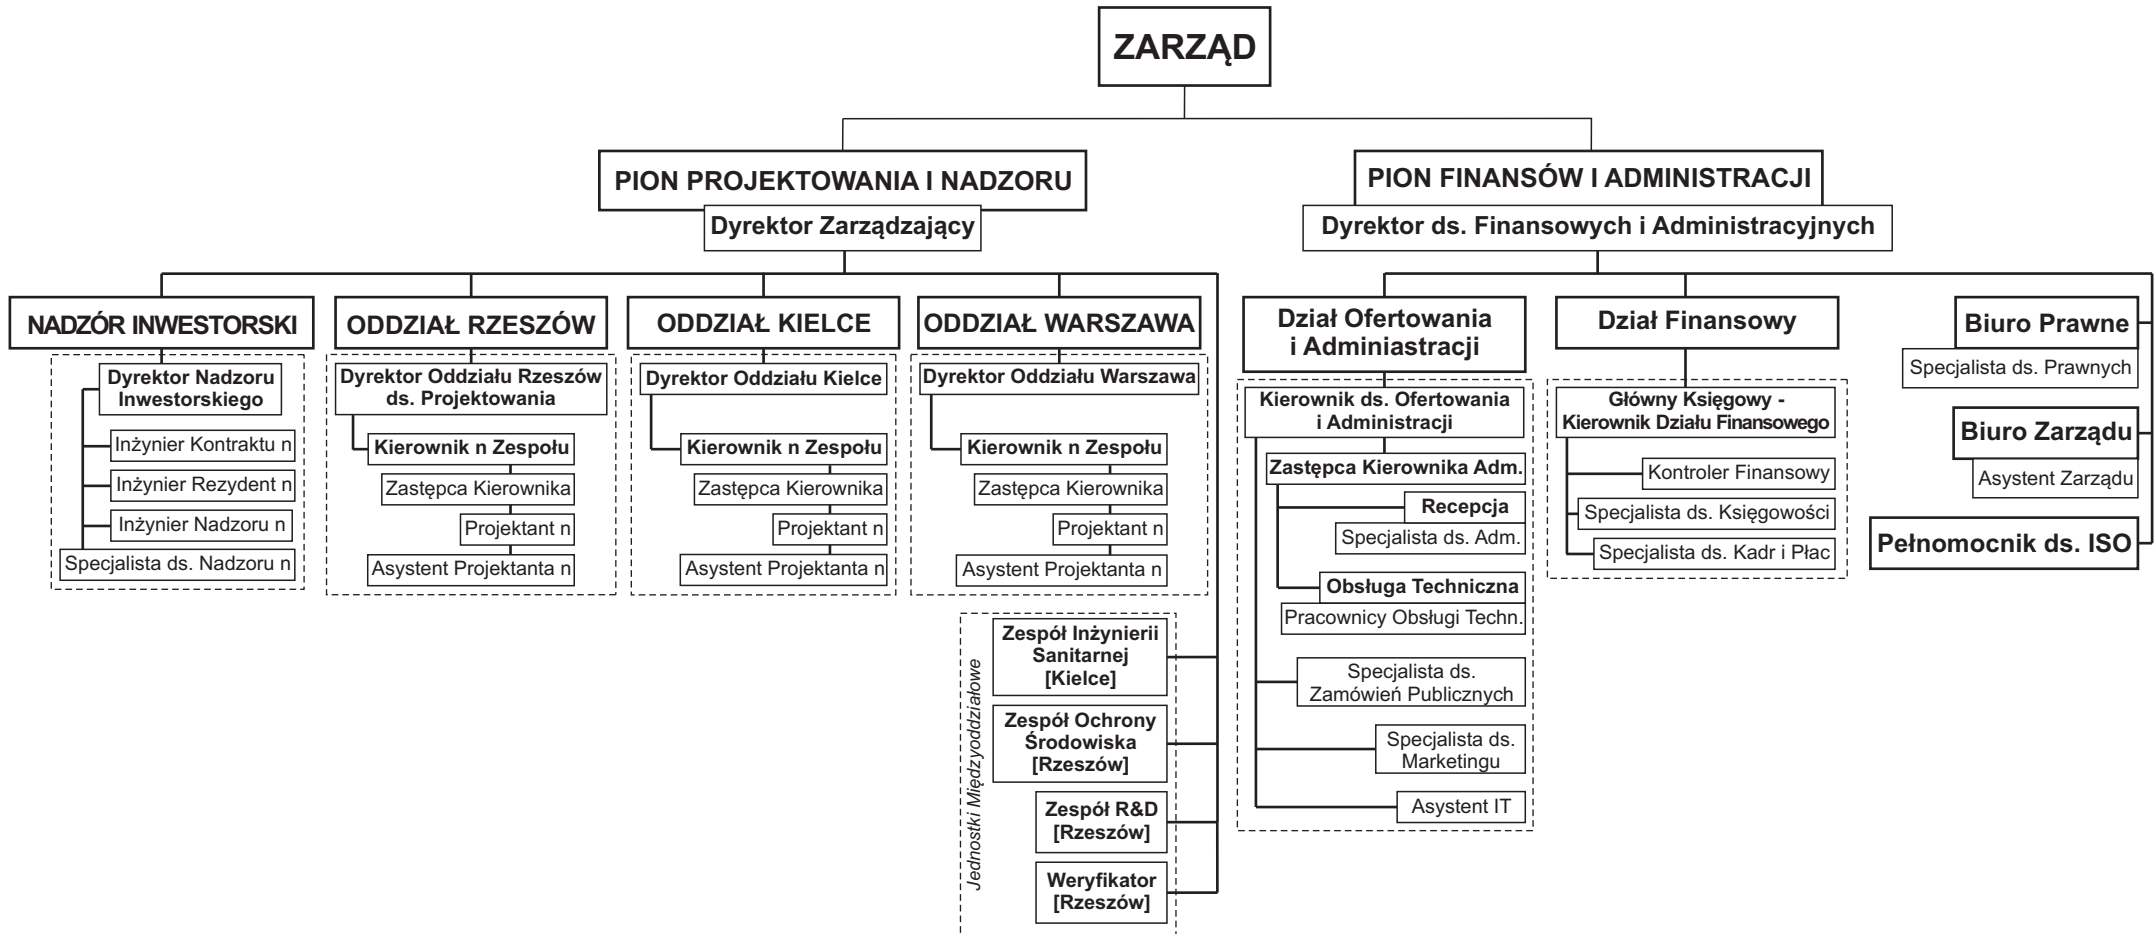 ZARZĄD
PION PROJEKTOWANIA I NADZORU
Dyrektor Zarządzający
PION FINANSÓW I ADMINISTRACJI
Dyrektor ds. Finansowych i Administracyjnych
NADZÓR INWESTORSKI
Dyrektor Nadzoru
Inwestorskiego
Inżynier Kontraktu n
Inżynier Rezydent n
Inżynier Nadzoru n
Specjalista ds. Nadzoru n
ODDZIAŁ RZESZÓW
Dyrektor Oddziału Rzeszów
ds. Projektowania
Kierownik n Zespołu
Zastępca Kierownika
Projektant n
Asystent Projektanta n
ODDZIAŁ KIELCE
Dyrektor Oddziału Kielce
Kierownik n Zespołu
Zastępca Kierownika
Projektant n
Asystent Projektanta n
ODDZIAŁ WARSZAWA
Dyrektor Oddziału Warszawa
Kierownik n Zespołu
Zastępca Kierownika
Projektant n
Asystent Projektanta n
Jednostki Międzyoddziałowe
Zespół Inżynierii
Sanitarnej
[Kielce]
Zespół Ochrony
Środowiska
[Rzeszów]
Zespół R&D
[Rzeszów]
Weryfikator
[Rzeszów]
Dział Ofertowania
i Adminiastracji
Kierownik ds. Ofertowania
i Administracji
Zastępca Kierownika Adm.
Recepcja
Specjalista ds. Adm.
Obsługa Techniczna
Pracownicy Obsługi Techn.
Specjalista ds.
Zamówień Publicznych
Specjalista ds.
Marketingu
Asystent IT
Dział Finansowy
Główny Księgowy -
Kierownik Działu Finansowego
Kontroler Finansowy
Specjalista ds. Księgowości
Specjalista ds. Kadr i Płac
Biuro Prawne
Specjalista ds. Prawnych
Biuro Zarządu
Asystent Zarządu
Pełnomocnik ds. ISO